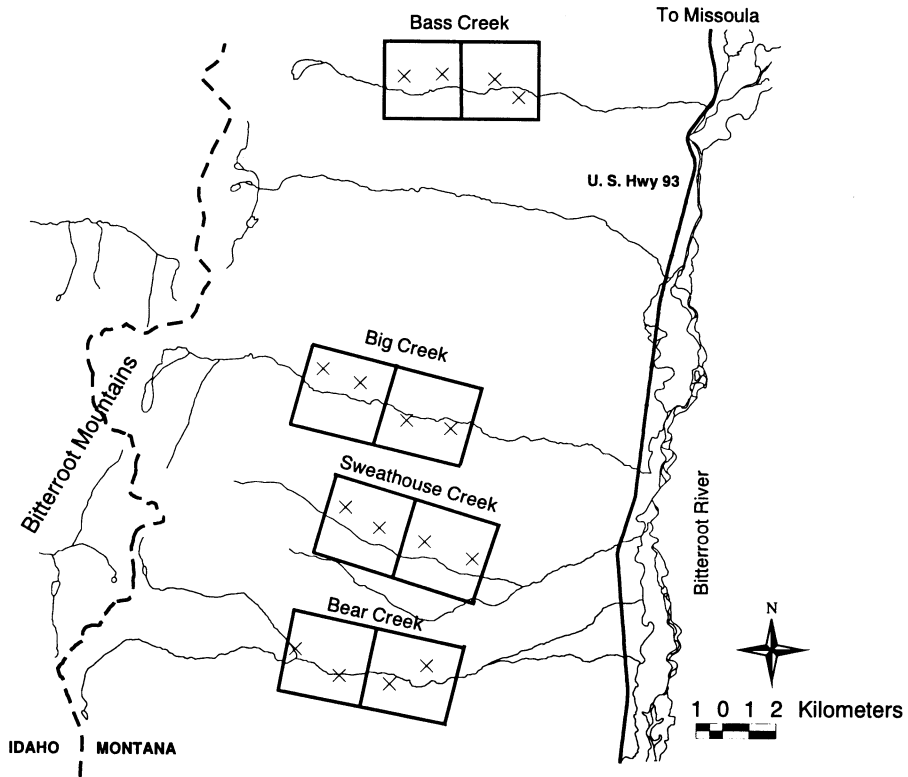 To Missoula
Bass Creek
U. S. Hwy 93
Big Creek
Bitterroot Mountains
Sweathouse Creek
Bitterroot River
Bear Creek
N
1 0 1 2 Kilometers
IDAHO MONTANA